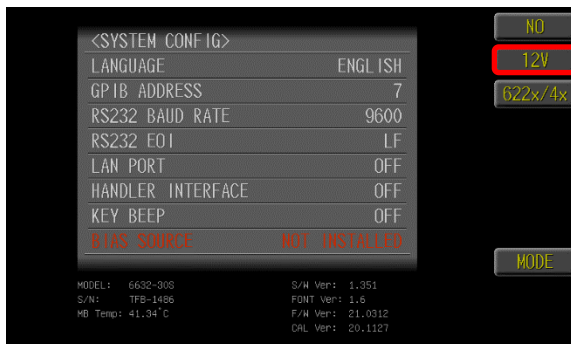 <SYSTEM CONFIG>
LANGUAGE ENGLISH
GPIB ADDRESS 7
RS232 BAUD RATE 9600
RS232 EOI LF
LAN PORT OFF
HANDLER INTERFACE OFF
KEY BEEP OFF
BIAS SOURCE NOT INSTALLED
MODEL: 6632-30S
S/N: TFB-1486
MB Temp: 41.34°C
S/W Ver: 1.351
FONT Ver: 1.6
F/W Ver: 21.0312
CAL Ver: 20.1127
NO
12V
622x/4x
MODE